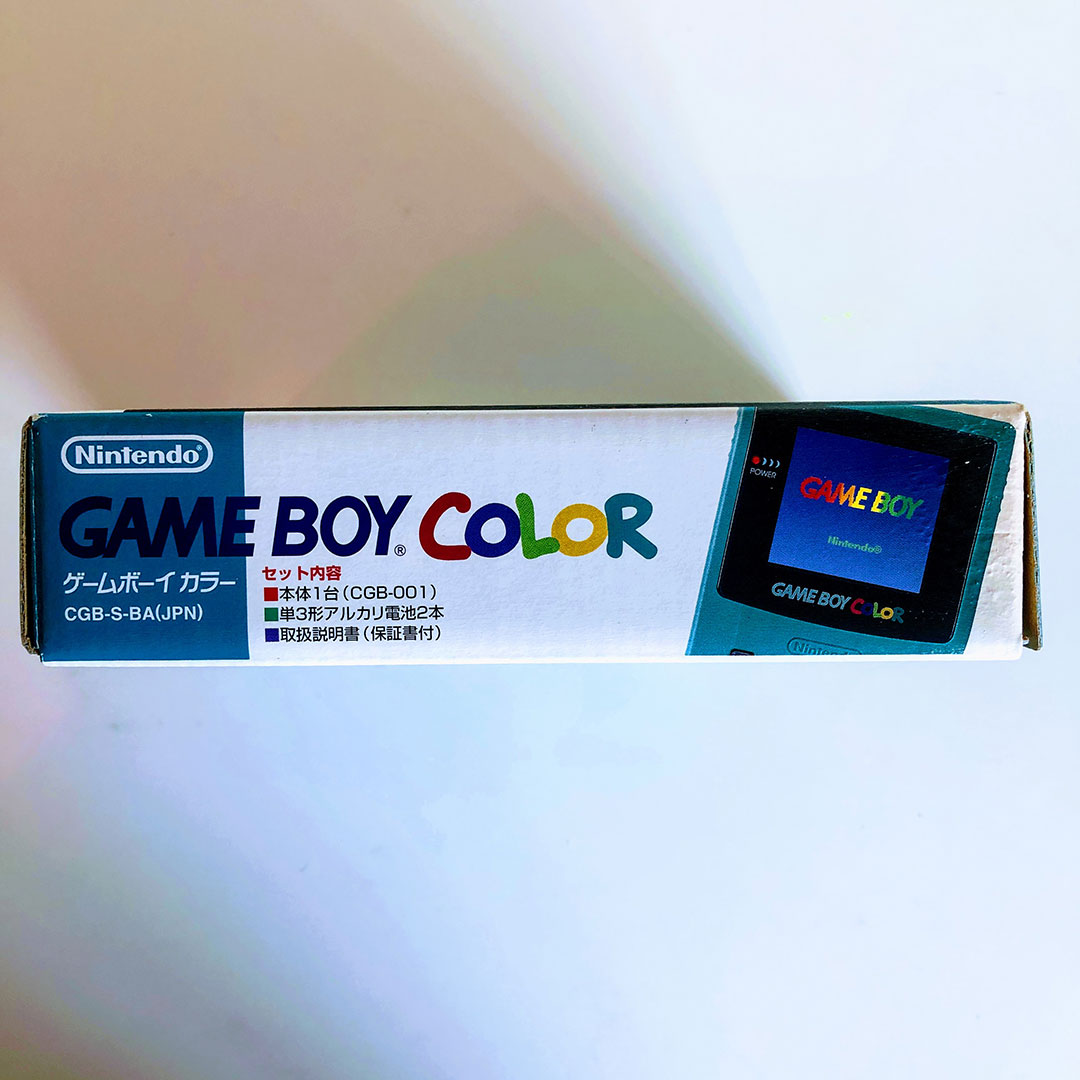 Nintendo®
GAME BOY® COLOR
ゲームボーイ カラー
CGB-S-BA(JPN)
セット内容
■本体1台(CGB-001)
■単3形アルカリ電池2本
■取扱説明書(保証書付)
POWER
GAME BOY
Nintendo®
GAME BOY COLOR
Nintendo